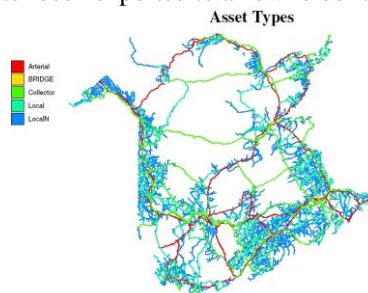 Asset Types
Arterial
BRIDGE
Collector
Local
LocalN